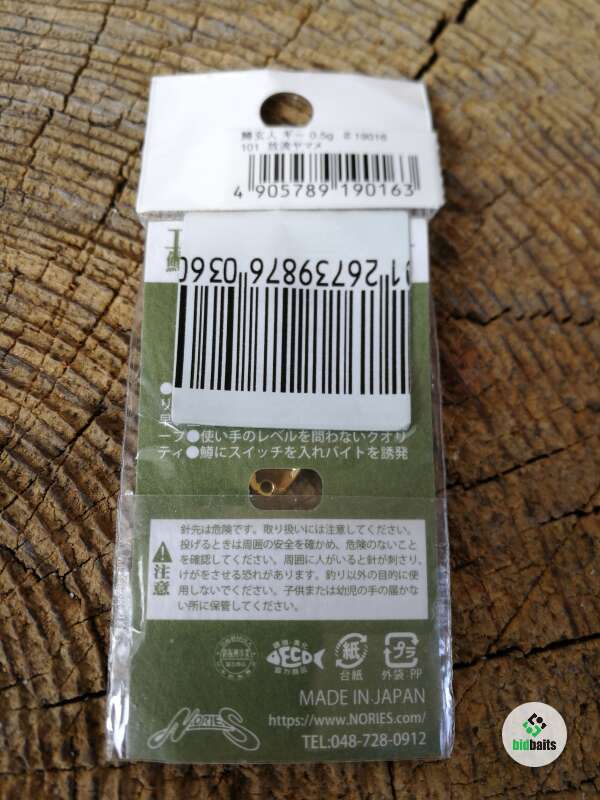 鱒玄人 ギー 0.5g # 19016
101 放流ヤマメ
4 905789 190163
91 26739876 036
ープ●使い手のレベルを問わないクオリ
ティ●鱒にスイッチを入れバイトを誘発
注意
針先は危険です。取り扱いには注意してください。
投げるときは周囲の安全を確かめ、危険のないこと
を確認してください。周囲に人がいると針が刺さり、
けがをさせる恐れがあります。釣り以外の目的に使
用しないでください。子供または幼児の手の届かな
い所に保管してください。
ECO
紙
台紙
プラ
外袋:PP
MADE IN JAPAN
NORIES
https://www.NORIES.com/
TEL:048-728-0912
bidbaits